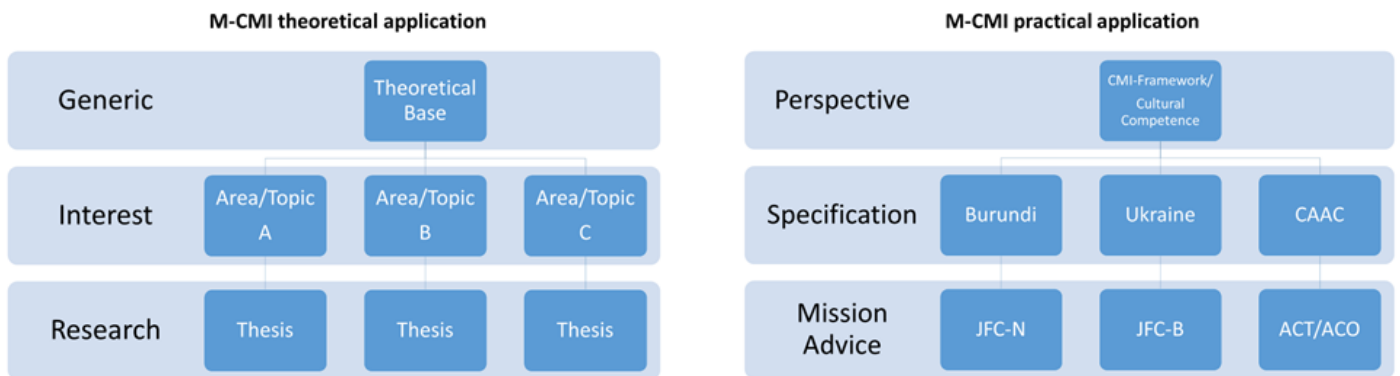 M-CMI theoretical application
Generic
Theoretical
Base
Interest
Area/Topic
A
Area/Topic
B
Area/Topic
C
Research
Thesis
Thesis
Thesis
M-CMI practical application
Perspective
CMI-Framework/
Cultural
Competence
Specification
Burundi
Ukraine
CAAC
Mission
Advice
JFC-N
JFC-B
ACT/ACO